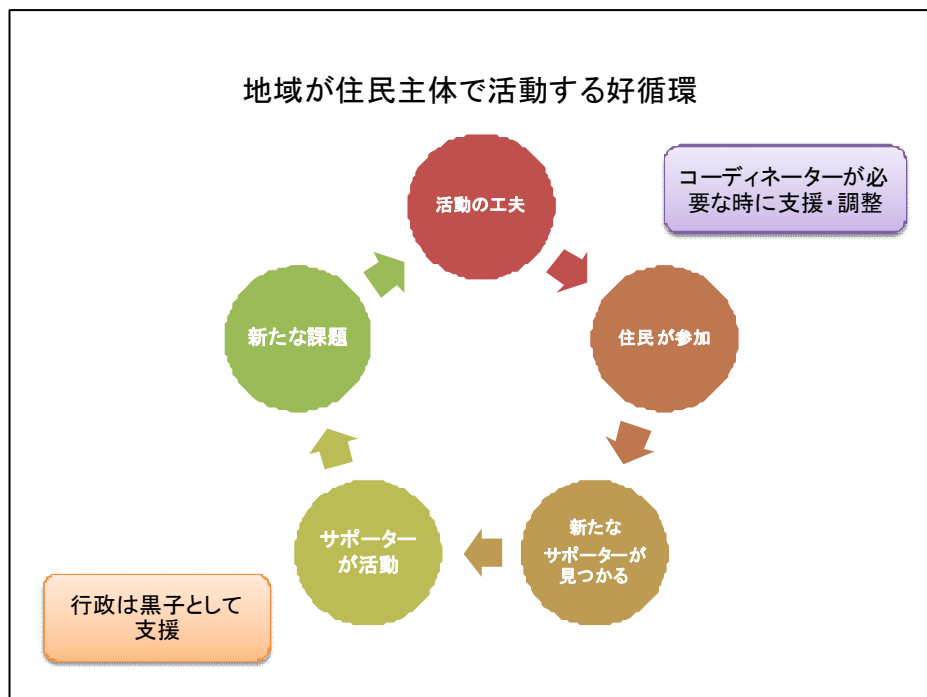 地域が住民主体で活動する好循環
活動の工夫
コーディネーターが必
要な時に支援・調整
住民が参加
新たな
サポーターが
見つかる
サポーター
が活動
新たな課題
行政は黒子として
支援